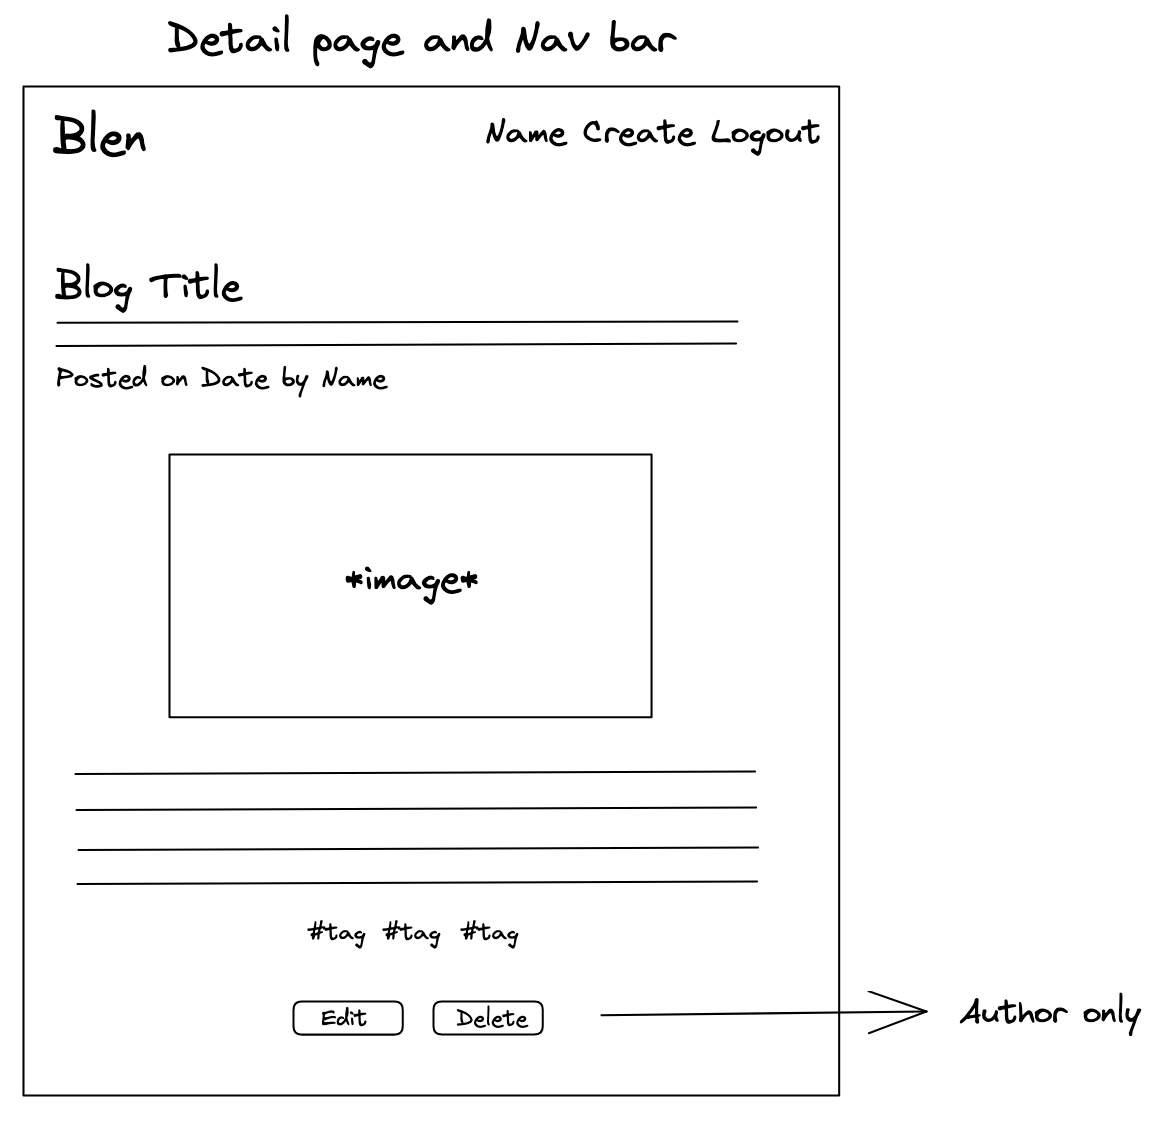 Detail page and Nav bar
Blen
Name Create Logout
Blog Title
Posted on Date by Name
*image*
#tag #tag #tag
Edit
Delete
Author only